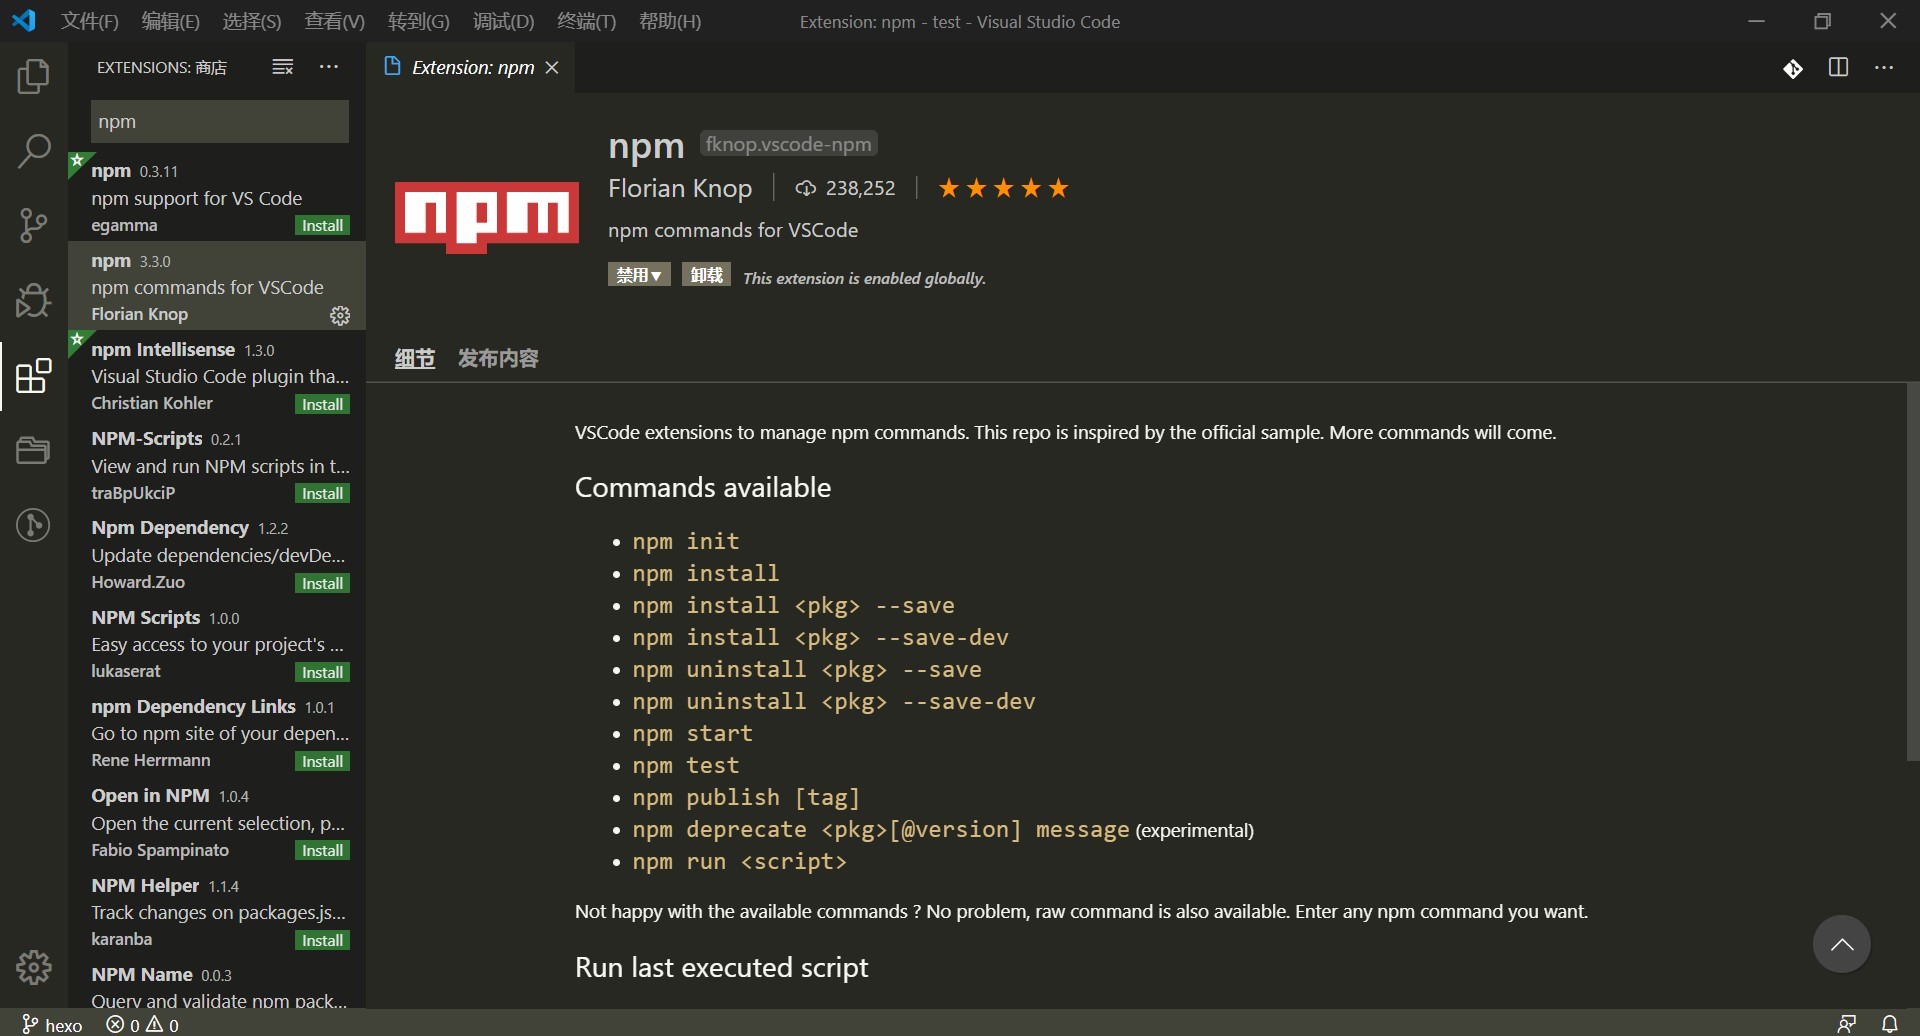 文件(F) 编辑(E) 选择(S) 查看(V) 转到(G) 调试(D) 终端(T) 帮助(H) Extension: npm - test - Visual Studio Code
EXTENSIONS: 商店
Extension: npm
npm
npm 0.3.11
npm support for VS Code
egamma Install
npm 3.3.0
npm commands for VSCode
Florian Knop
npm Intellisense 1.3.0
Visual Studio Code plugin tha...
Christian Kohler Install
NPM-Scripts 0.2.1
View and run NPM scripts in t...
traBpUkciP Install
Npm Dependency 1.2.2
Update dependencies/devDe...
Howard.Zuo Install
NPM Scripts 1.0.0
Easy access to your project's ...
lukaserat Install
npm Dependency Links 1.0.1
Go to npm site of your depen...
Rene Herrmann Install
Open in NPM 1.0.4
Open the current selection, p...
Fabio Spampinato Install
NPM Helper 1.1.4
Track changes on packages.js...
karanba Install
NPM Name 0.0.3
Query and validate npm pack...
npm
npm fknop.vscode-npm
Florian Knop 238,252
npm commands for VSCode
禁用▼ 卸载 This extension is enabled globally.
细节 发布内容
VSCode extensions to manage npm commands. This repo is inspired by the official sample. More commands will come.
Commands available
• npm init
• npm install
• npm install <pkg> --save
• npm install <pkg> --save-dev
• npm uninstall <pkg> --save
• npm uninstall <pkg> --save-dev
• npm start
• npm test
• npm publish [tag]
• npm deprecate <pkg>[@version] message (experimental)
• npm run <script>
Not happy with the available commands ? No problem, raw command is also available. Enter any npm command you want.
Run last executed script
hexo 0 0